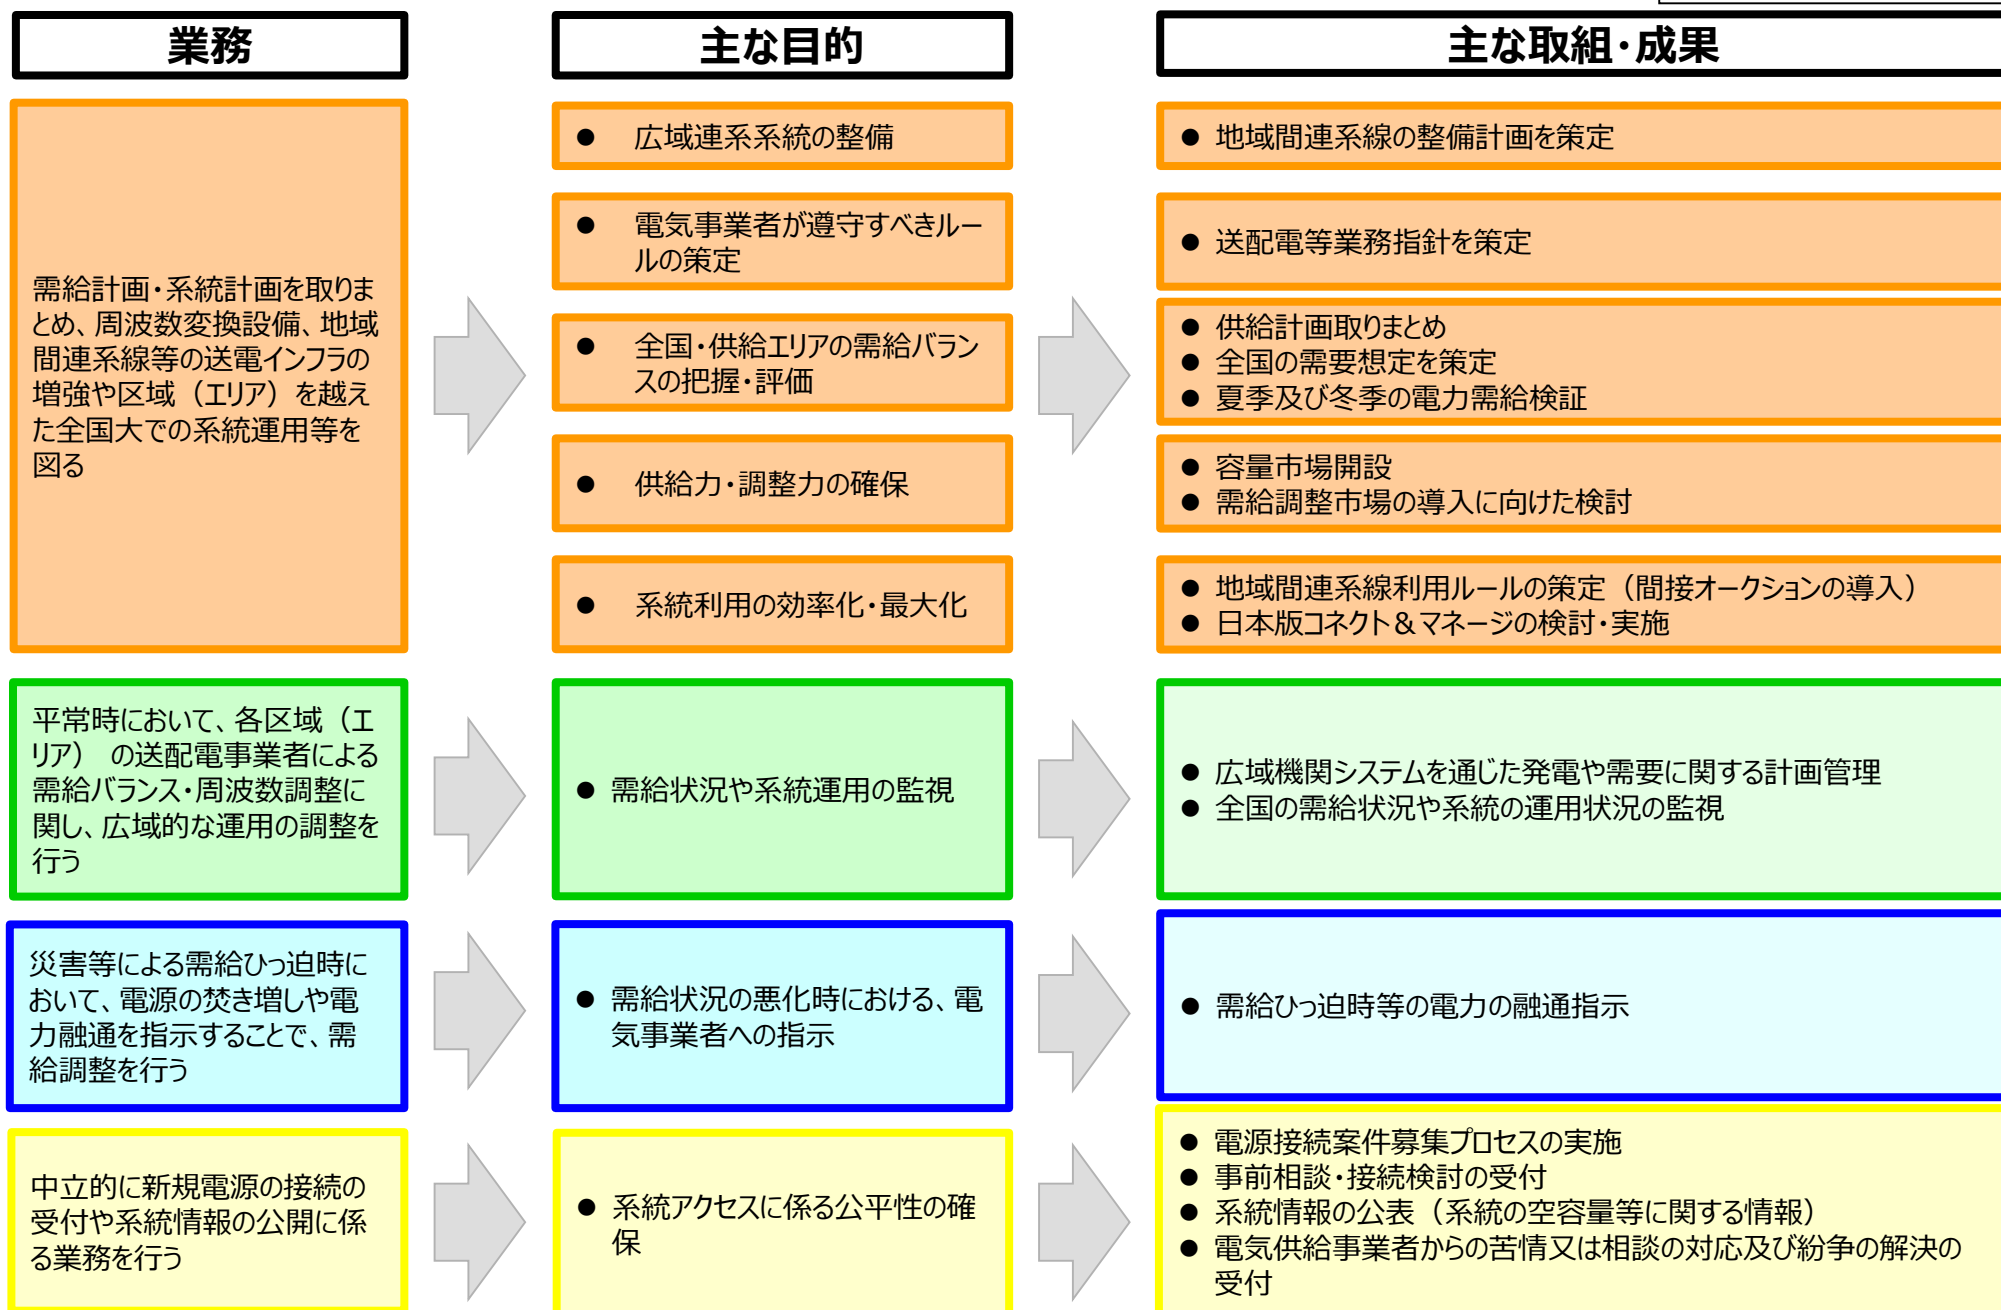 業務
主な目的
主な取組・成果
需給計画・系統計画を取りま
とめ、周波数変換設備、地域
間連系線等の送電インフラの
増強や区域（エリア）を越え
た全国大での系統運用等を
図る
● 広域連系系統の整備
● 地域間連系線の整備計画を策定
● 電気事業者が遵守すべきルー
ルの策定
● 送配電等業務指針を策定
● 全国・供給エリアの需給バラン
スの把握・評価
● 供給計画取りまとめ
● 全国の需要想定を策定
● 夏季及び冬季の電力需給検証
● 供給力・調整力の確保
● 容量市場開設
● 需給調整市場の導入に向けた検討
● 系統利用の効率化・最大化
● 地域間連系線利用ルールの策定（間接オークションの導入）
● 日本版コネクト＆マネージの検討・実施
平常時において、各区域（エ
リア） の送配電事業者による
需給バランス・周波数調整に
関し、広域的な運用の調整を
行う
● 需給状況や系統運用の監視
● 広域機関システムを通じた発電や需要に関する計画管理
● 全国の需給状況や系統の運用状況の監視
災害等による需給ひっ迫時に
おいて、電源の焚き増しや電
力融通を指示することで、需
給調整を行う
● 需給状況の悪化時における、電
気事業者への指示
● 需給ひっ迫時等の電力の融通指示
中立的に新規電源の接続の
受付や系統情報の公開に係
る業務を行う
● 系統アクセスに係る公平性の確
保
● 電源接続案件募集プロセスの実施
● 事前相談・接続検討の受付
● 系統情報の公表（系統の空容量等に関する情報）
● 電気供給事業者からの苦情又は相談の対応及び紛争の解決の
受付